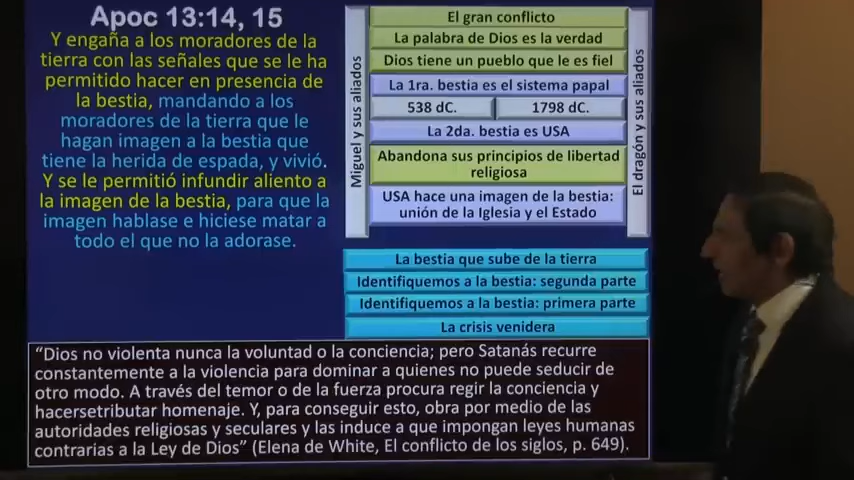 Apoc 13:14, 15
Y engaña a los moradores de la
tierra con las señales que se le ha
permitido hacer en presencia de
la bestia, mandando a los
moradores de la tierra que le
hagan imagen a la bestia que
tiene la herida de espada, y vivió.
Y se le permitió infundir aliento a
la imagen de la bestia, para que la
imagen hablase e hiciese matar a
todo el que no la adorase.
Miguel y sus aliados
El gran conflicto
La palabra de Dios es la verdad
Dios tiene un pueblo que le es fiel
La 1ra. bestia es el sistema papal
538 dC.
1798 dC.
La 2da. bestia es USA
Abandona sus principios de libertad
religiosa
USA hace una imagen de la bestia:
unión de la Iglesia y el Estado
El dragón y sus aliados
La bestia que sube de la tierra
Identifiquemos a la bestia: segunda parte
Identifiquemos a la bestia: primera parte
La crisis venidera
“Dios no violenta nunca la voluntad o la conciencia; pero Satanás recurre
constantemente a la violencia para dominar a quienes no puede seducir de
otro modo. A través del temor o de la fuerza procura regir la conciencia y
hacersetributar homenaje. Y, para conseguir esto, obra por medio de las
autoridades religiosas y seculares y las induce a que impongan leyes humanas
contrarias a la Ley de Dios” (Elena de White, El conflicto de los siglos, p. 649).